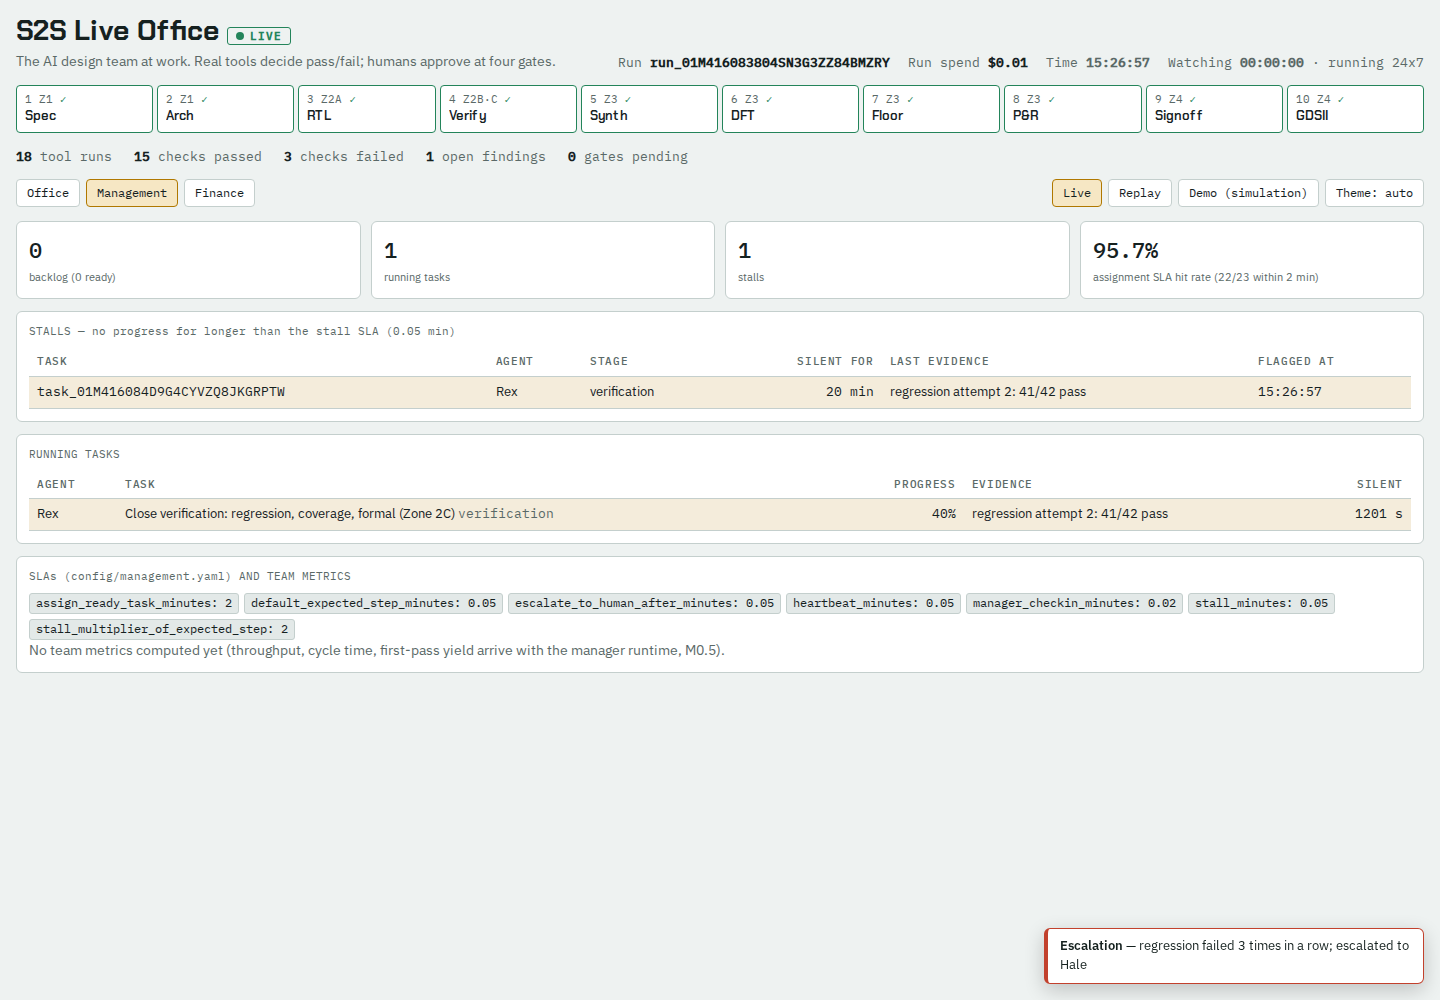 S2S Live Office LIVE
The AI design team at work. Real tools decide pass/fail; humans approve at four gates.
Run run_01M416083804SN3G3ZZ84BMZRY Run spend $0.01 Time 15:26:57 Watching 00:00:00 · running 24x7
1 Z1 ✓ 2 Z1 ✓ 3 Z2A ✓ 4 Z2B·C ✓ 5 Z3 ✓ 6 Z3 ✓ 7 Z3 ✓ 8 Z3 ✓ 9 Z4 ✓ 10 Z4 ✓
Spec Arch RTL Verify Synth DFT Floor P&R Signoff GDSII
18 tool runs 15 checks passed 3 checks failed 1 open findings 0 gates pending
Office Management Finance Live Replay Demo (simulation) Theme: auto
0 1 1 95.7%
backlog (0 ready) running tasks stalls assignment SLA hit rate (22/23 within 2 min)
STALLS — no progress for longer than the stall SLA (0.05 min)
TASK AGENT STAGE SILENT FOR LAST EVIDENCE FLAGGED AT
task_01M416084D9G4CYVZQ8JKGRPTW Rex verification 20 min regression attempt 2: 41/42 pass 15:26:57
RUNNING TASKS
AGENT TASK PROGRESS EVIDENCE SILENT
Rex Close verification: regression, coverage, formal (Zone 2C) verification 40% regression attempt 2: 41/42 pass 1201 s
SLAs (config/management.yaml) AND TEAM METRICS
assign_ready_task_minutes: 2 default_expected_step_minutes: 0.05 escalate_to_human_after_minutes: 0.05 heartbeat_minutes: 0.05 manager_checkin_minutes: 0.02 stall_minutes: 0.05
stall_multiplier_of_expected_step: 2
No team metrics computed yet (throughput, cycle time, first-pass yield arrive with the manager runtime, M0.5).
Escalation — regression failed 3 times in a row; escalated to
Hale